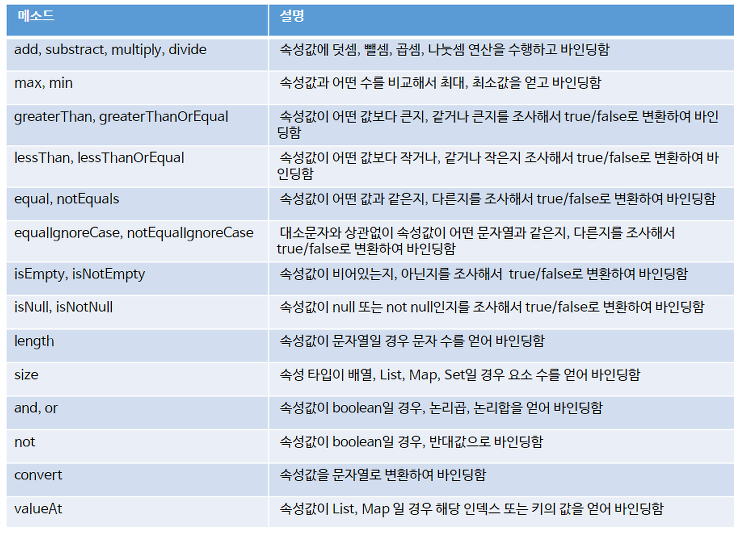 메소드
설명
add, substract, multiply, divide
속성값에 덧셈, 뺄셈, 곱셈, 나눗셈 연산을 수행하고 바인딩함
max, min
속성값과 어떤 수를 비교해서 최대, 최소값을 얻고 바인딩함
greaterThan, greaterThanOrEqual
속성값이 어떤 값보다 큰지, 같거나 큰지를 조사해서 true/false로 변환하여 바인
딩함
lessThan, lessThanOrEqual
속성값이 어떤 값보다 작거나, 같거나 작은지 조사해서 true/false로 변환하여 바
인딩함
equal, notEquals
속성값이 어떤 값과 같은지, 다른지를 조사해서 true/false로 변환하여 바인딩함
equalIgnoreCase, notEqualIgnoreCase
대소문자와 상관없이 속성값이 어떤 문자열과 같은지, 다른지를 조사해서
true/false로 변환하여 바인딩함
isEmpty, isNotEmpty
속성값이 비어있는지, 아닌지를 조사해서 true/false로 변환하여 바인딩함
isNull, isNotNull
속성값이 null 또는 not null인지를 조사해서 true/false로 변환하여 바인딩함
length
속성값이 문자열일 경우 문자 수를 얻어 바인딩함
size
속성 타입이 배열, List, Map, Set일 경우 요소 수를 얻어 바인딩함
and, or
속성값이 boolean일 경우, 논리곱, 논리합을 얻어 바인딩함
not
속성값이 boolean일 경우, 반대값으로 바인딩함
convert
속성값을 문자열로 변환하여 바인딩함
valueAt
속성값이 List, Map 일 경우 해당 인덱스 또는 키의 값을 얻어 바인딩함